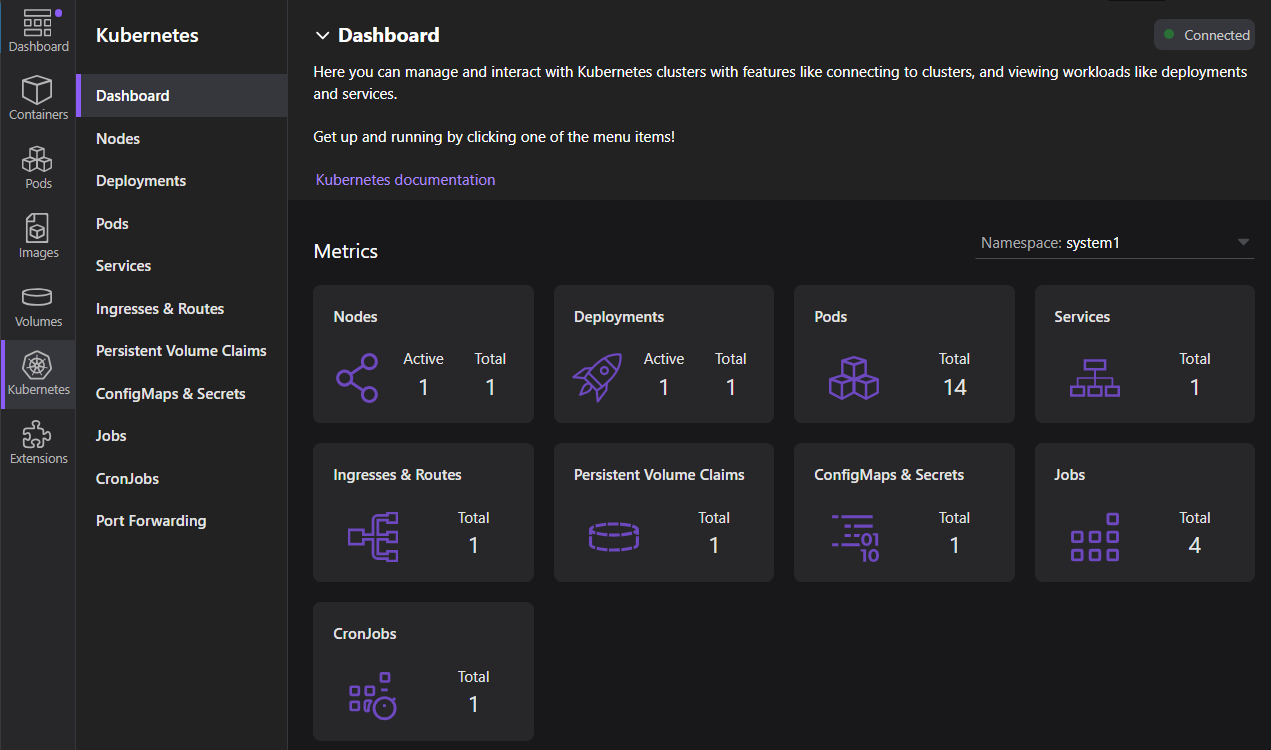 Dashboard
Containers
Pods
Images
Volumes
Kubernetes
Extensions
Kubernetes
Dashboard
Nodes
Deployments
Pods
Services
Ingresses & Routes
Persistent Volume Claims
ConfigMaps & Secrets
Jobs
CronJobs
Port Forwarding
Dashboard
Connected
Here you can manage and interact with Kubernetes clusters with features like connecting to clusters, and viewing workloads like deployments
and services.
Get up and running by clicking one of the menu items!
Kubernetes documentation
Metrics
Namespace: system1
Nodes
Active Total
1 1
Deployments
Active Total
1 1
Pods
Total
14
Services
Total
1
Ingresses & Routes
Total
1
Persistent Volume Claims
Total
1
ConfigMaps & Secrets
01
10
Total
1
Jobs
Total
4
CronJobs
Total
1